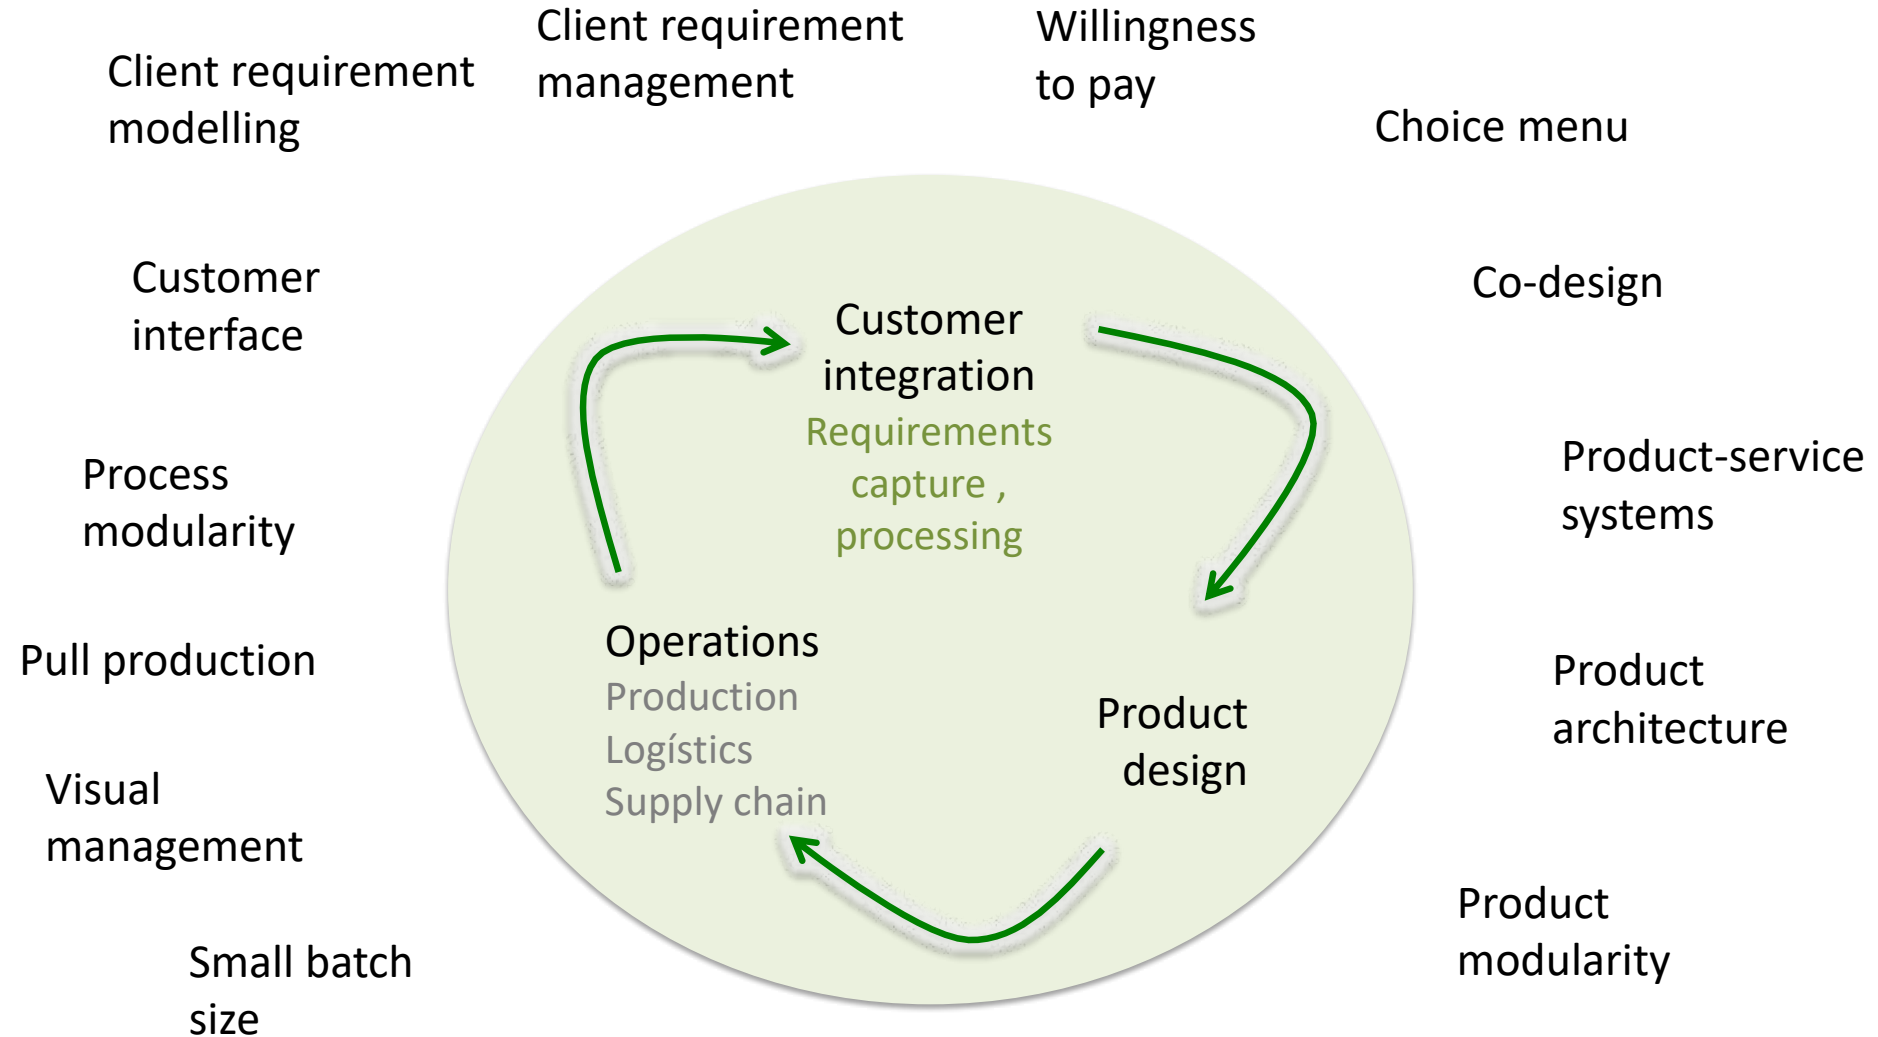 Client requirement
management
Willingness
to pay
Client requirement
modelling
Choice menu
Customer
interface
Co-design
Customer
integration
Requirements
capture ,
processing
Process
modularity
Product-service
systems
Operations
Production
Logístics
Supply chain
Pull production
Product
design
Product
architecture
Visual
management
Product
modularity
Small batch
size